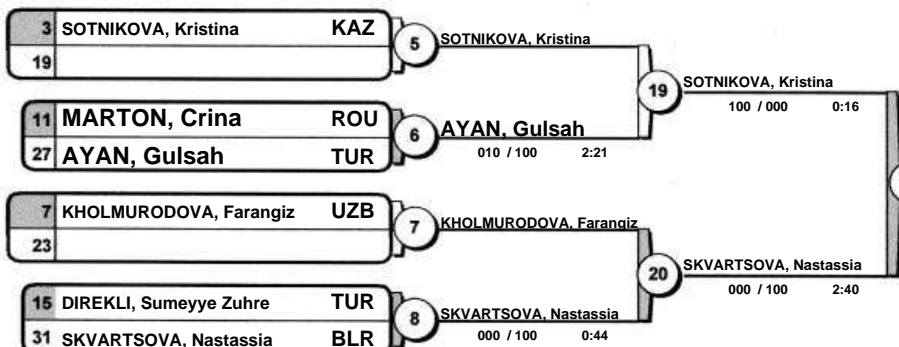 3 SOTNIKOVA, Kristina KAZ
19
5
SOTNIKOVA, Kristina
11 MARTON, Crina ROU
27 AYAN, Gulsah TUR
6
AYAN, Gulsah
010 / 100 2:21
19
SOTNIKOVA, Kristina
100 / 000 0:16
7 KHOLMURODOVA, Farangiz UZB
23
7
KHOLMURODOVA, Farangiz
15 DIREKLI, Sumeyye Zuhre TUR
31 SKVARTSOVA, Nastassia BLR
8
SKVARTSOVA, Nastassia
000 / 100 0:44
20
SKVARTSOVA, Nastassia
000 / 100 2:40